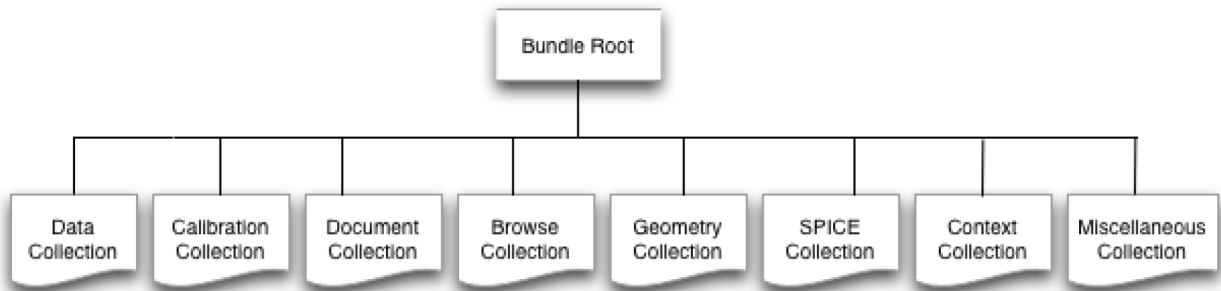 Bundle Root
Data
Collection
Calibration
Collection
Document
Collection
Browse
Collection
Geometry
Collection
SPICE
Collection
Context
Collection
Miscellaneous
Collection